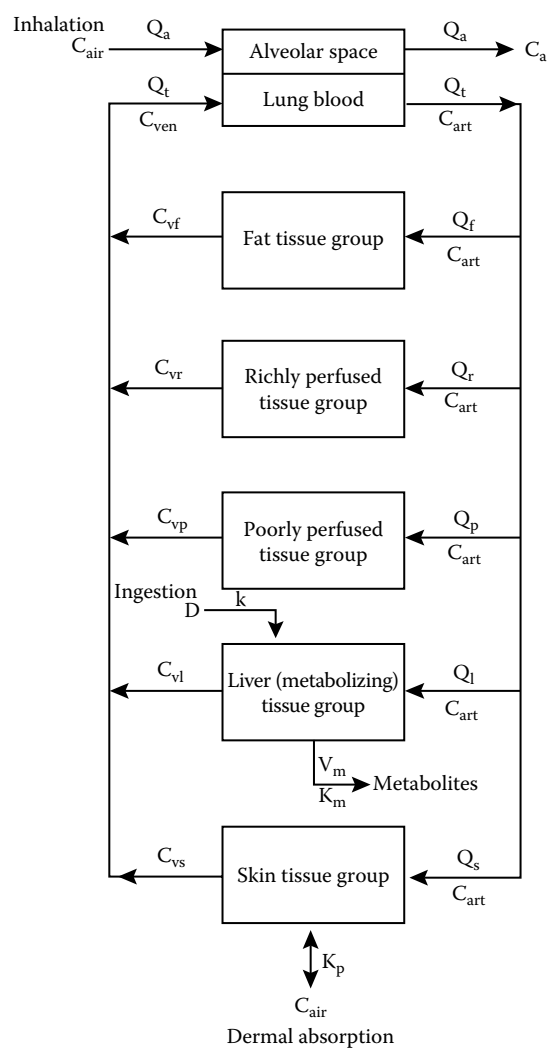 Inhalation
C_air
Q_a
Alveolar space
Q_a
C_a
Q_t
C_ven
Lung blood
Q_t
C_art
C_vf
Fat tissue group
Q_f
C_art
C_vr
Richly perfused
tissue group
Q_r
C_art
C_vp
Poorly perfused
tissue group
Q_p
C_art
Ingestion
D
k
C_vl
Liver (metabolizing)
tissue group
Q_l
C_art
V_m
K_m
Metabolites
C_vs
Skin tissue group
Q_s
C_art
K_p
C_air
Dermal absorption